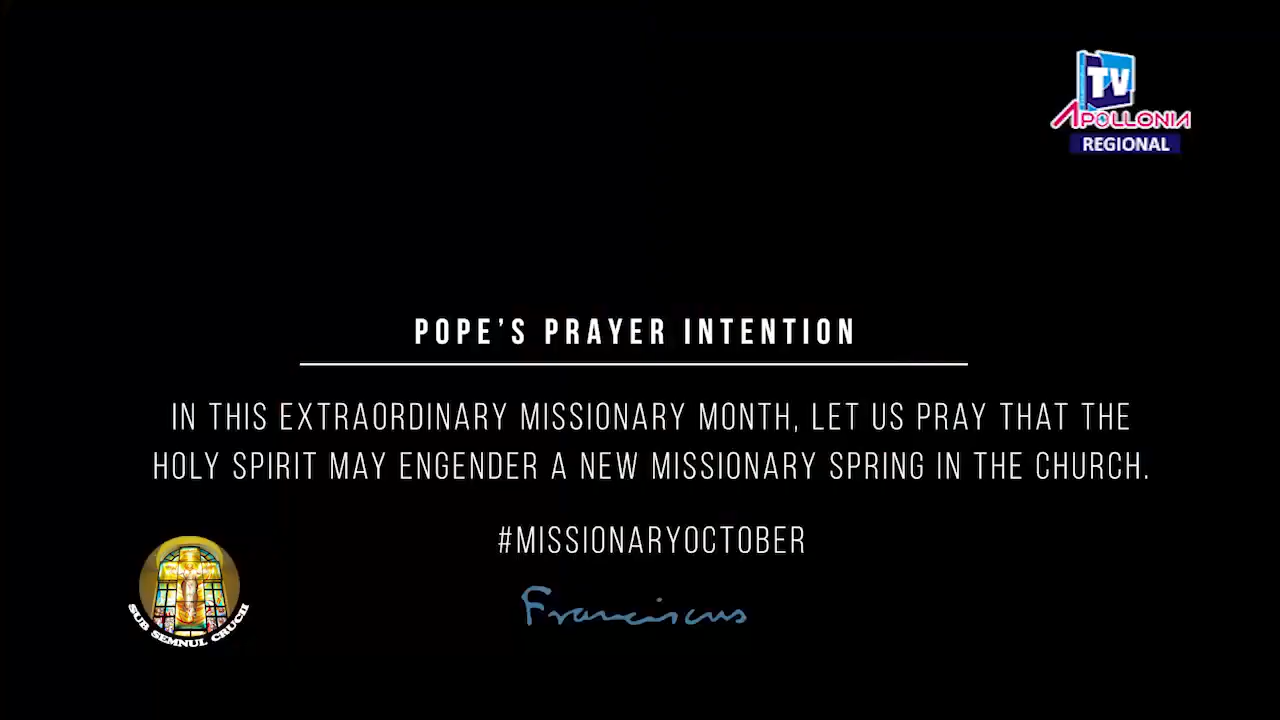 TV
APOLLONIA
REGIONAL
POPE'S PRAYER INTENTION
IN THIS EXTRAORDINARY MISSIONARY MONTH, LET US PRAY THAT THE
HOLY SPIRIT MAY ENGENDER A NEW MISSIONARY SPRING IN THE CHURCH.
#MISSIONARYOCTOBER
Franciscus
SUB SEMNUL CRUCII